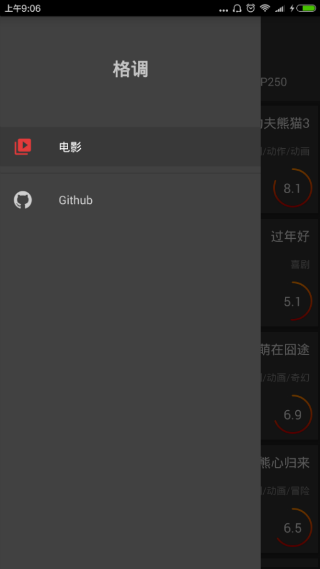 上午9:06
格调
电影
Github
P250
夫熊猫3
/动作/动画
8.1
过年好
喜剧
5.1
萌在囧途
/动画/奇幻
6.9
熊心归来
/动画/冒险
6.5